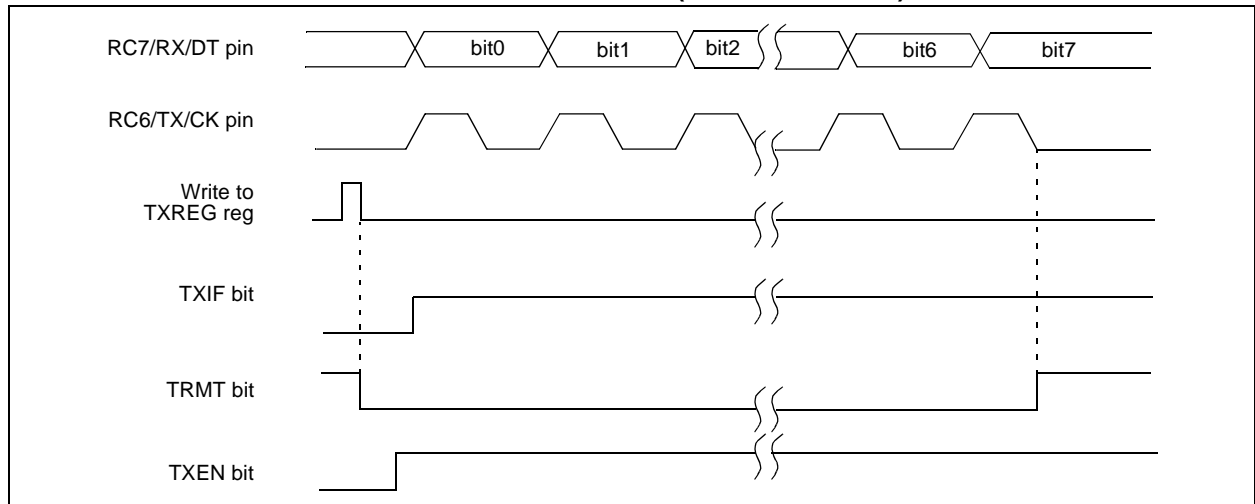 RC7/RX/DT pin
bit0
bit1
bit2
bit6
bit7
RC6/TX/CK pin
Write to
TXREG reg
TXIF bit
TRMT bit
TXEN bit